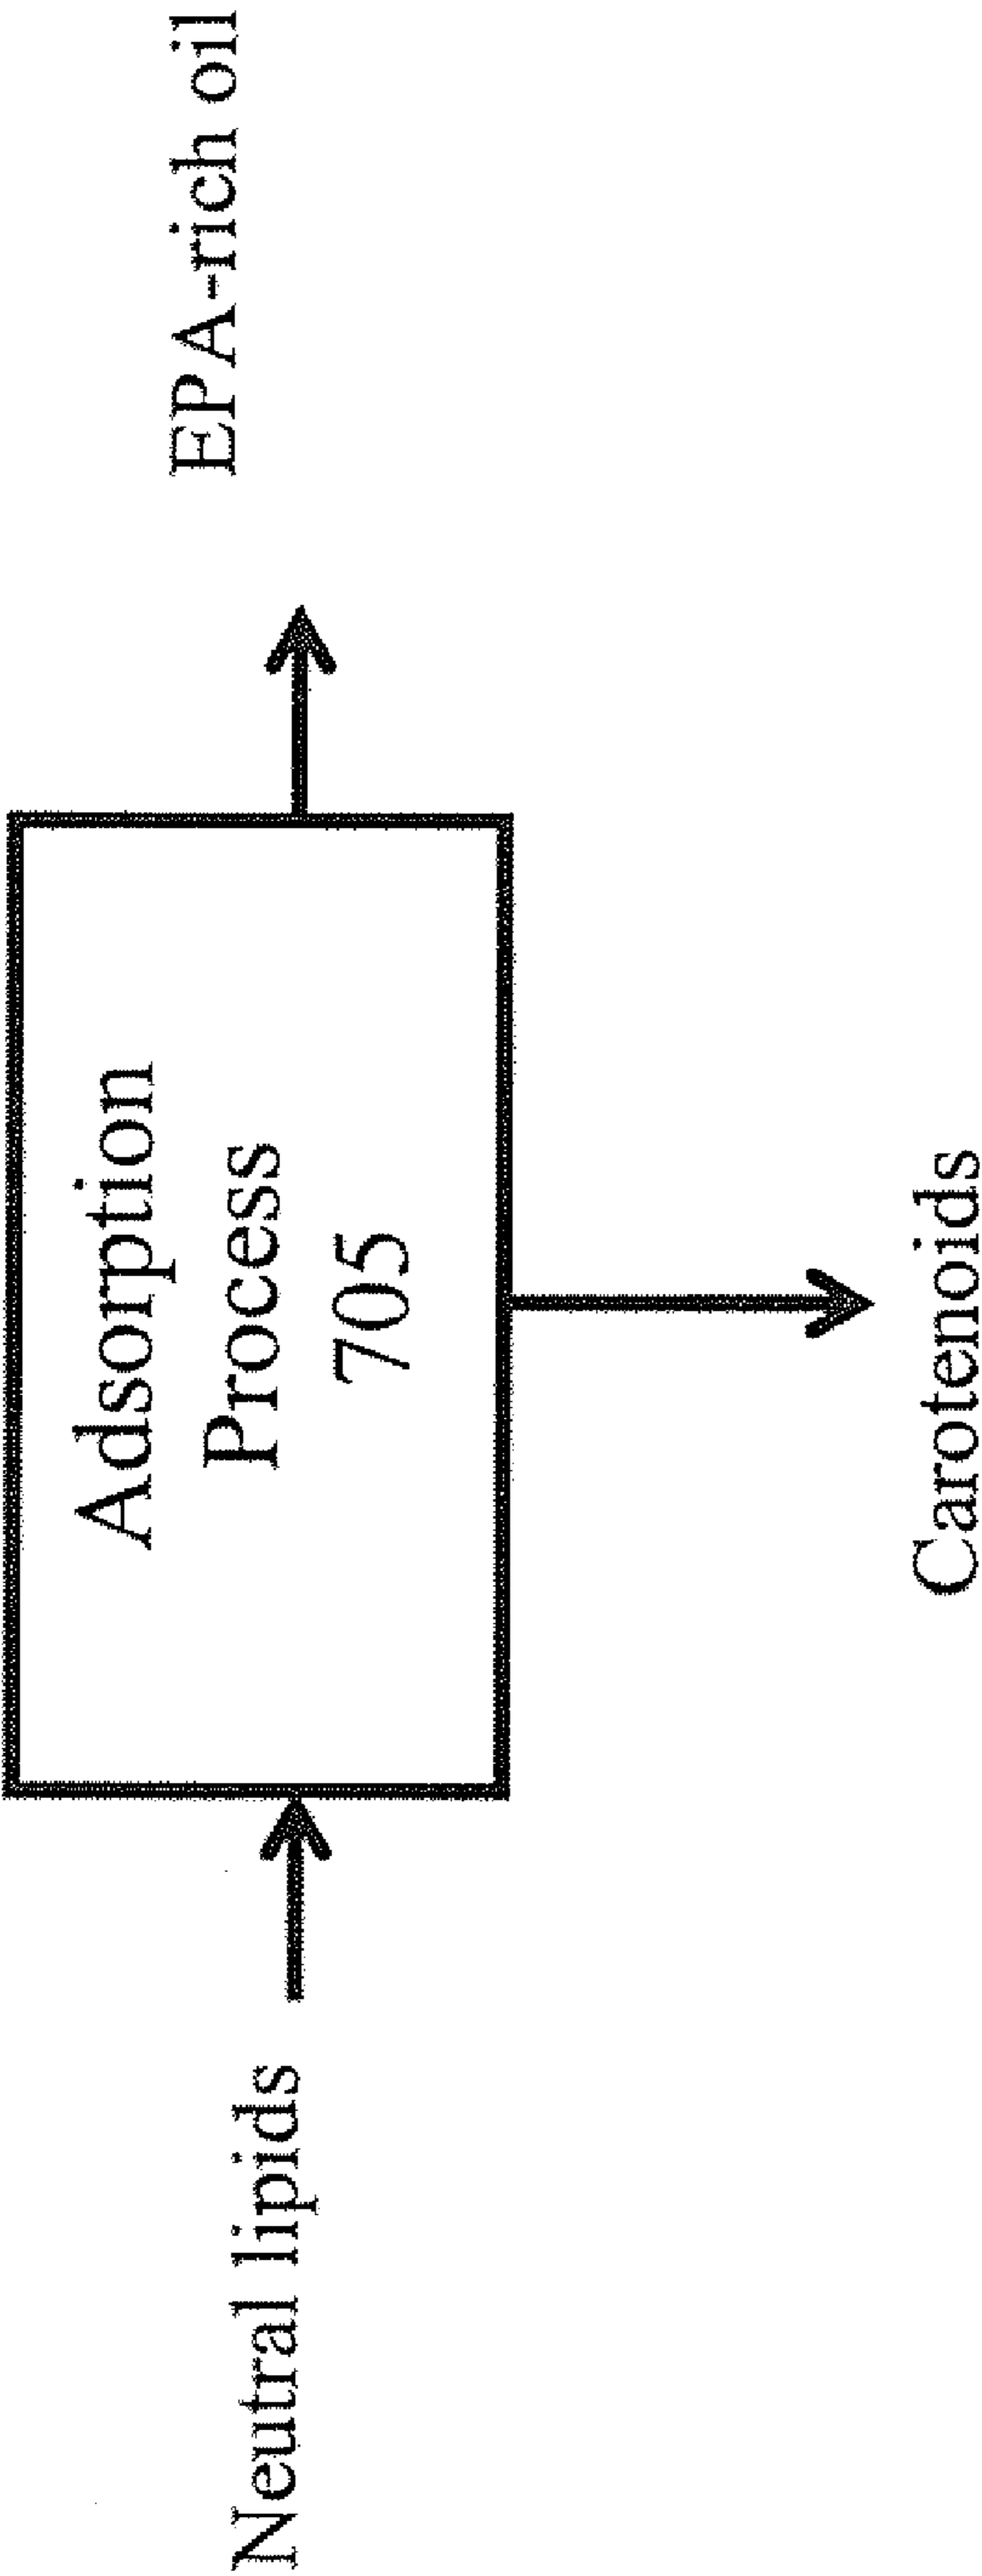 Neutral lipids
Adsorption
Process
705
EPA-rich oil
Carotenoids